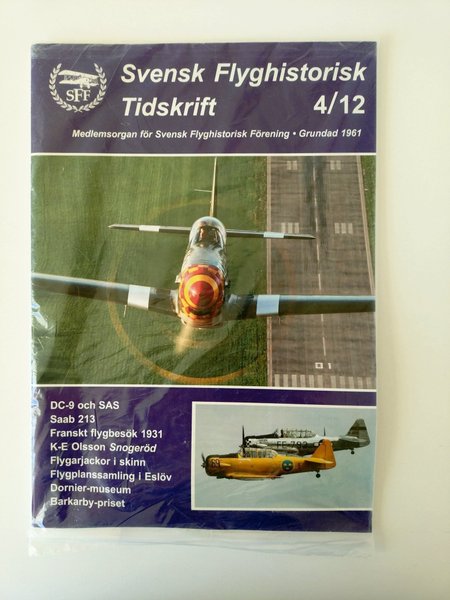 SFF
Svensk Flyghistorisk
Tidskrift 4/12
Medlemsorgan för Svensk Flyghistorisk Förening • Grundad 1961
DC-9 och SAS
Saab 213
Franskt flygbesök 1931
K-E Olsson Snogeröd
Flygarjackor i skinn
Flygplanssamling i Eslöv
Dornier-museum
Barkarby-priset